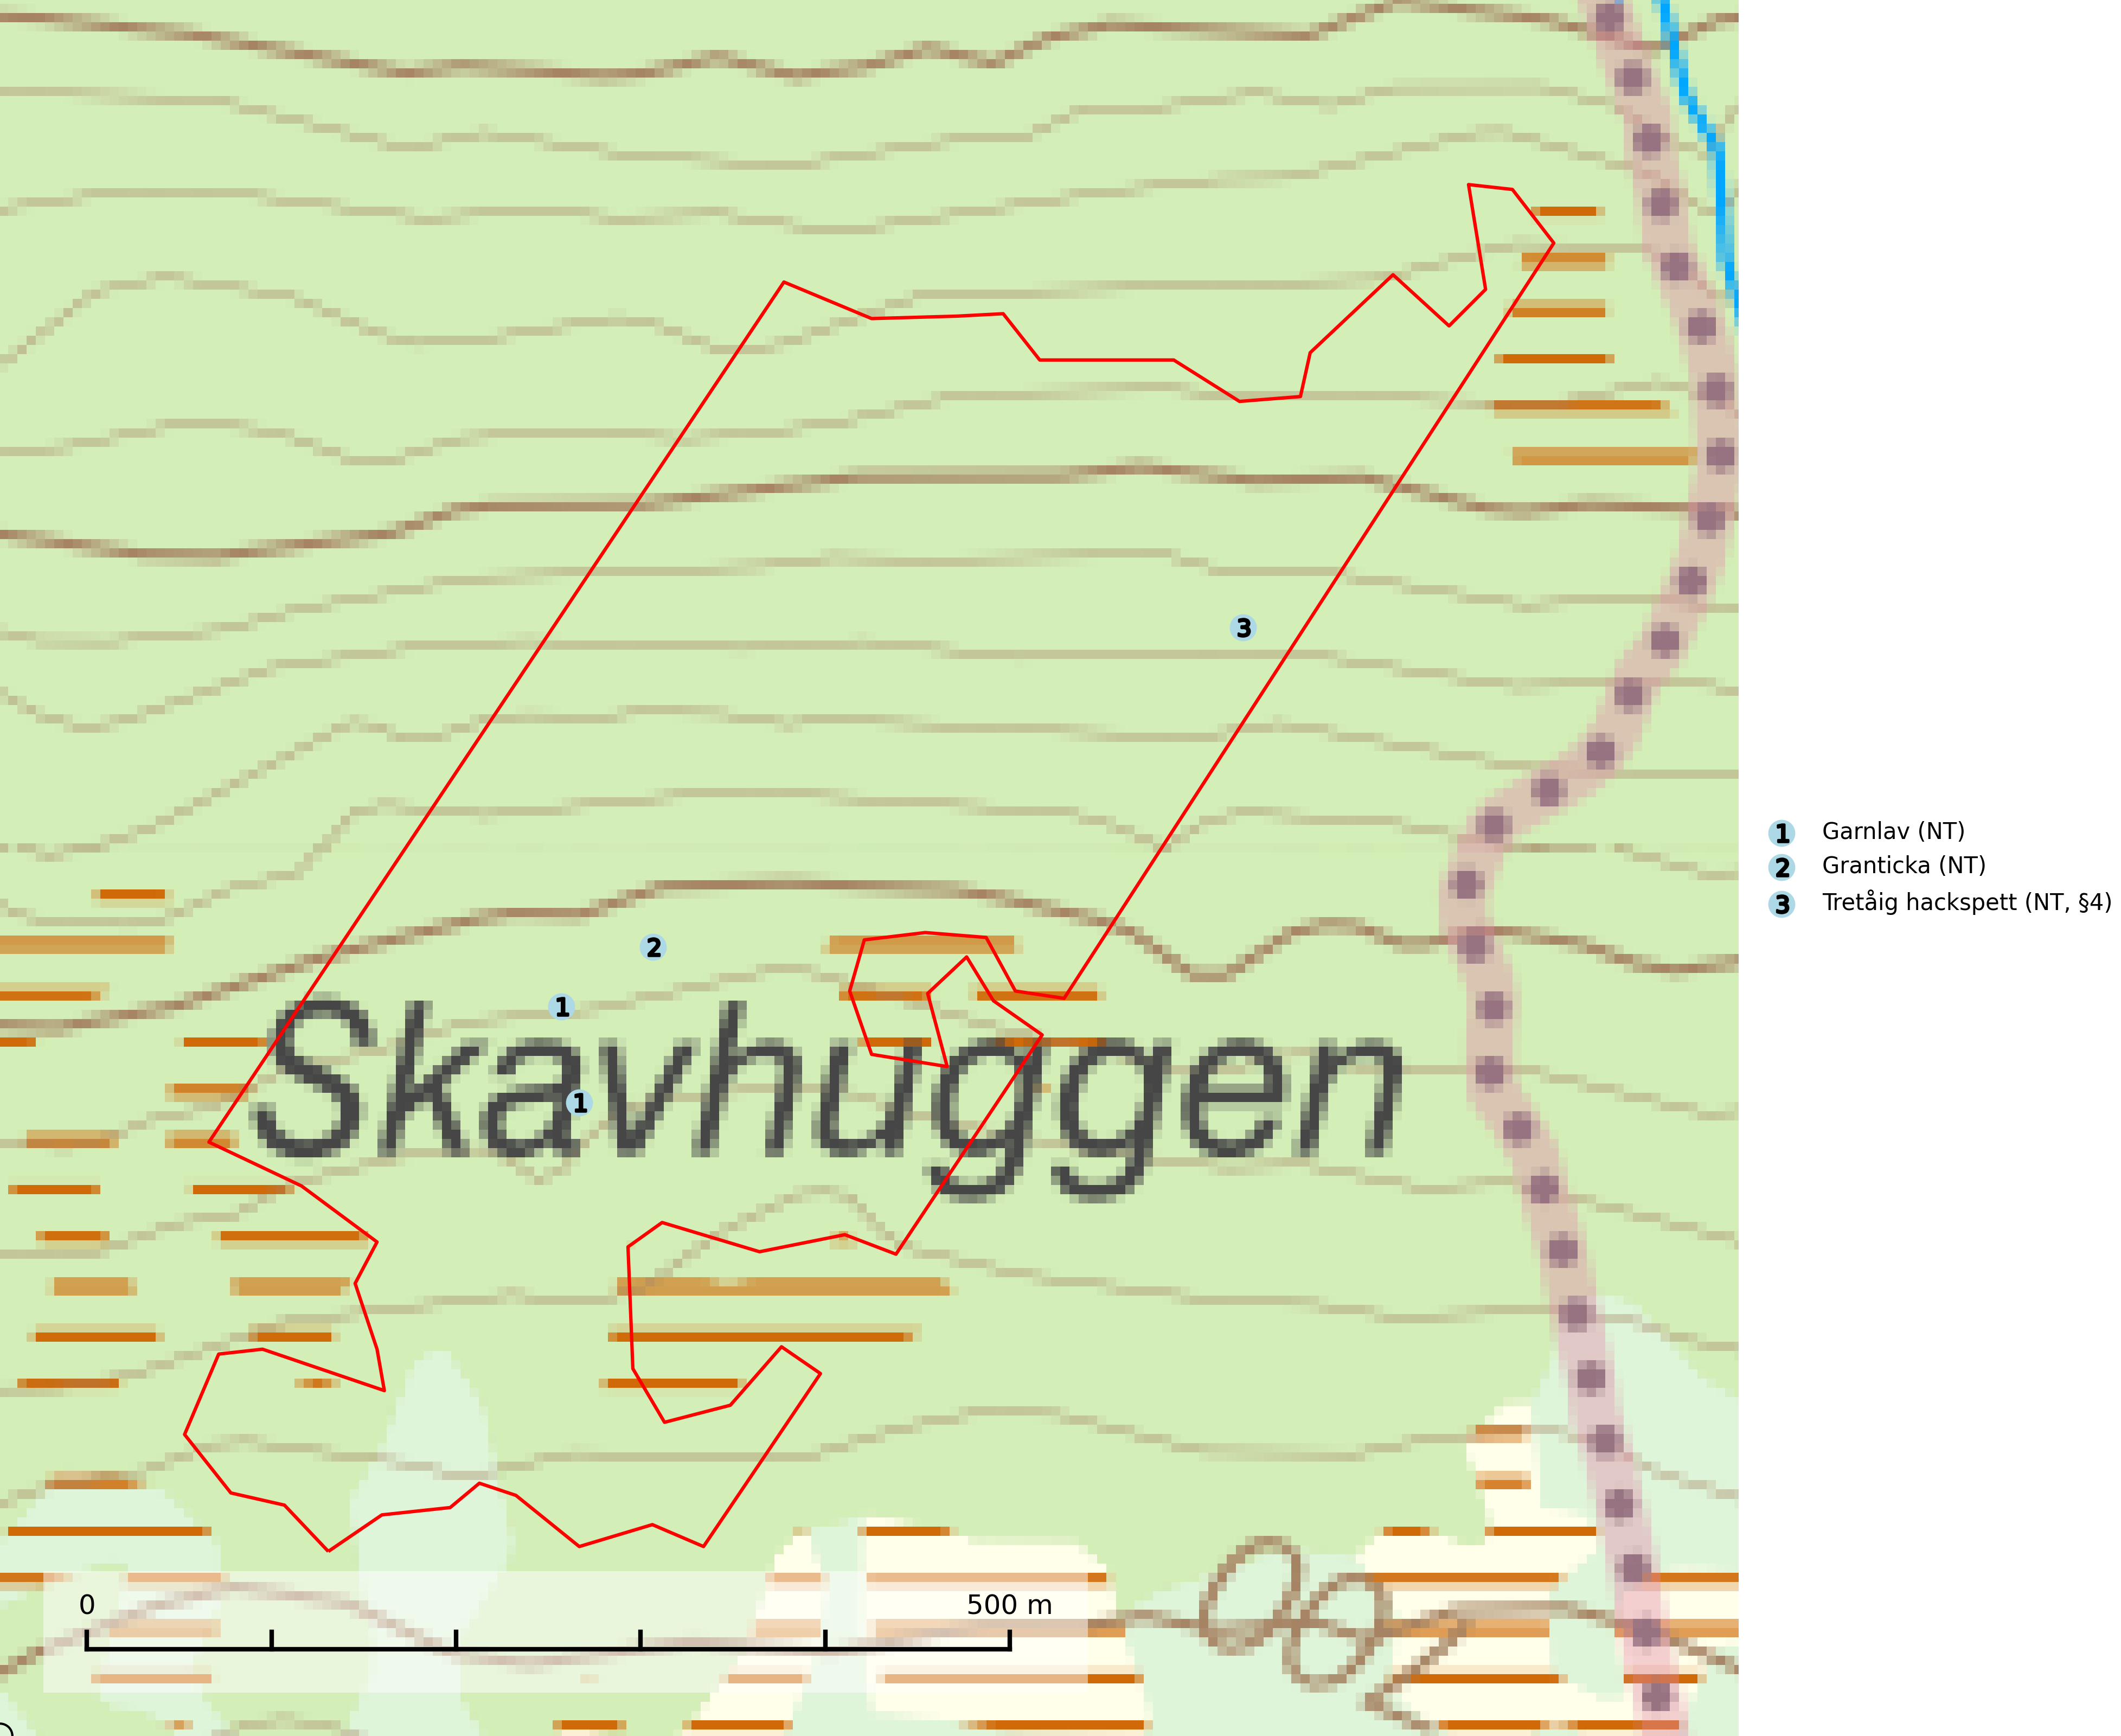 3
2
1
Skavhuggen
1
0 500 m
1 Garnlav (NT)
2 Granticka (NT)
3 Tretåig hackspett (NT, §4)